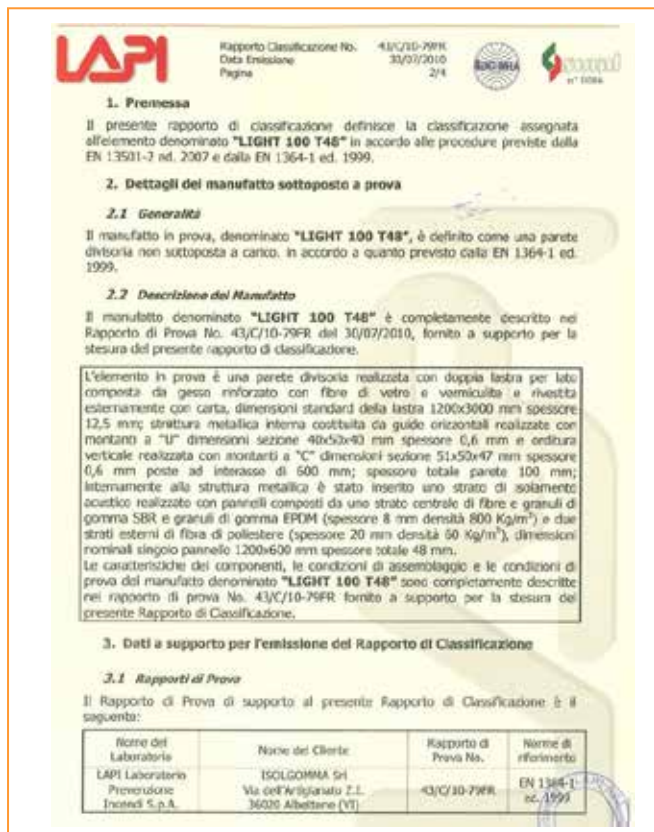 LAPI
Rapporto Classificazione No. 43/C/10-79FR
Data Emissione 30/07/2010
Pagina 2/4
1. Premessa
Il presente rapporto di classificazione definisce la classificazione assegnata
all'elemento denominato "LIGHT 100 T48" in accordo alle procedure previste dalla
EN 13501-2 ed. 2007 e dalla EN 1364-1 ed. 1999.
2. Dettagli del manufatto sottoposto a prova
2.1 Generalità
Il manufatto in prova, denominato "LIGHT 100 T48", è definito come una parete
divisoria non sottoposta a carico, in accordo a quanto previsto dalla EN 1364-1 ed.
1999.
2.2 Descrizione del Manufatto
Il manufatto denominato "LIGHT 100 T48" è completamente descritto nel
Rapporto di Prova No. 43/C/10-79FR del 30/07/2010, fornito a supporto per la
stesura del presente rapporto di classificazione.
L'elemento in prova è una parete divisoria realizzata con doppia lastra per lato
composta da gesso rinforzato con fibre di vetro e vermiculite e rivestita
esternamente con carta, dimensioni standard della lastra 1200x3000 mm spessore
12,5 mm; struttura metallica interna costituita da guide orizzontali realizzate con
montanti a "U" dimensioni sezione 40x50x40 mm spessore 0,6 mm e orditura
verticale realizzata con montanti a "C" dimensioni sezione 51x50x47 mm spessore
0,6 mm poste ad interasse di 600 mm; spessore totale parete 100 mm;
internamente alla struttura metallica è stato inserito uno strato di isolamento
acustico realizzato con pannelli composti da uno strato centrale di fibre e granuli di
gomma SBR e granuli di gomma EPDM (spessore 8 mm densità 800 Kg/m³) e due
strati esterni di fibra di poliestere (spessore 20 mm densità 60 Kg/m³), dimensioni
nominali singolo pannello 1200x600 mm spessore totale 48 mm.
Le caratteristiche dei componenti, le condizioni di assemblaggio e le condizioni di
prova del manufatto denominato "LIGHT 100 T48" sono completamente descritte
nel rapporto di prova No. 43/C/10-79FR fornito a supporto per la stesura del
presente Rapporto di Classificazione.
3. Dati a supporto per l'emissione del Rapporto di Classificazione
3.1 Rapporti di Prova
Il Rapporto di Prova di supporto al presente Rapporto di Classificazione è il
seguente:
Nome del Laboratorio
Nome del Cliente
Rapporto di Prova No.
Norme di riferimento
LAPI Laboratorio
Prevenzione
Incendi S.p.A.
ISOLGOMMA Srl
Via dell'Artigianato Z.I.
36020 Albettone (VI)
43/C/10-79FR
EN 1364-1
ed. 1999